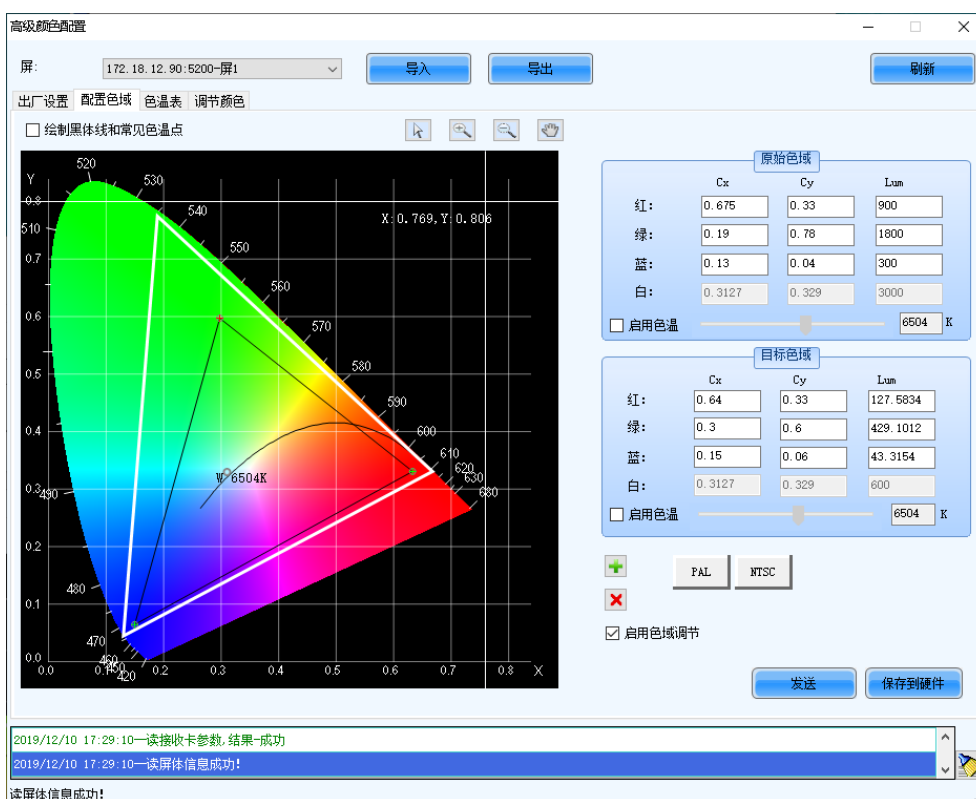 高级颜色配置
屏: 172.18.12.90:5200-屏1 导入 导出 刷新
出厂设置 配置色域 色温表 调节颜色
绘制黑体线和常见色温点
原始色域
Cx Cy Lum
红: 0.675 0.33 900
绿: 0.19 0.78 1800
蓝: 0.13 0.04 300
白: 0.3127 0.329 3000
启用色温 6504 K
目标色域
Cx Cy Lum
红: 0.64 0.33 127.5834
绿: 0.3 0.6 429.1012
蓝: 0.15 0.06 43.3154
白: 0.3127 0.329 600
启用色温 6504 K
PAL NTSC
启用色域调节
发送 保存到硬件
520
Y 530
0.8 540
X:0.769,Y:0.806
510
550
0.7
560
0.6
570
0.5 580
590
0.4 600
610
620
W 6504K 630
0.3 490 680
0.2
480
0.1
470
460
450
420
0.0
0.0 0.1 0.2 0.3 0.4 0.5 0.6 0.7 0.8 X
2019/12/10 17:29:10—读接收卡参数,结果-成功
2019/12/10 17:29:10—读屏体信息成功!
读屏体信息成功!